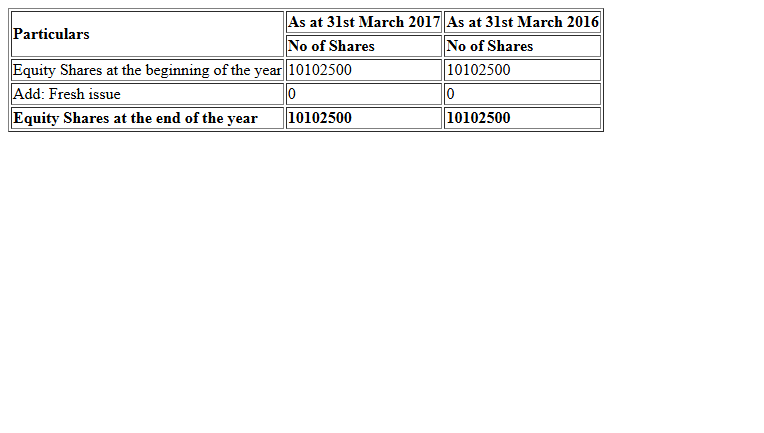 Particulars As at 31st March 2017 As at 31st March 2016
No of Shares No of Shares
Equity Shares at the beginning of the year 10102500 10102500
Add: Fresh issue 0 0
Equity Shares at the end of the year 10102500 10102500